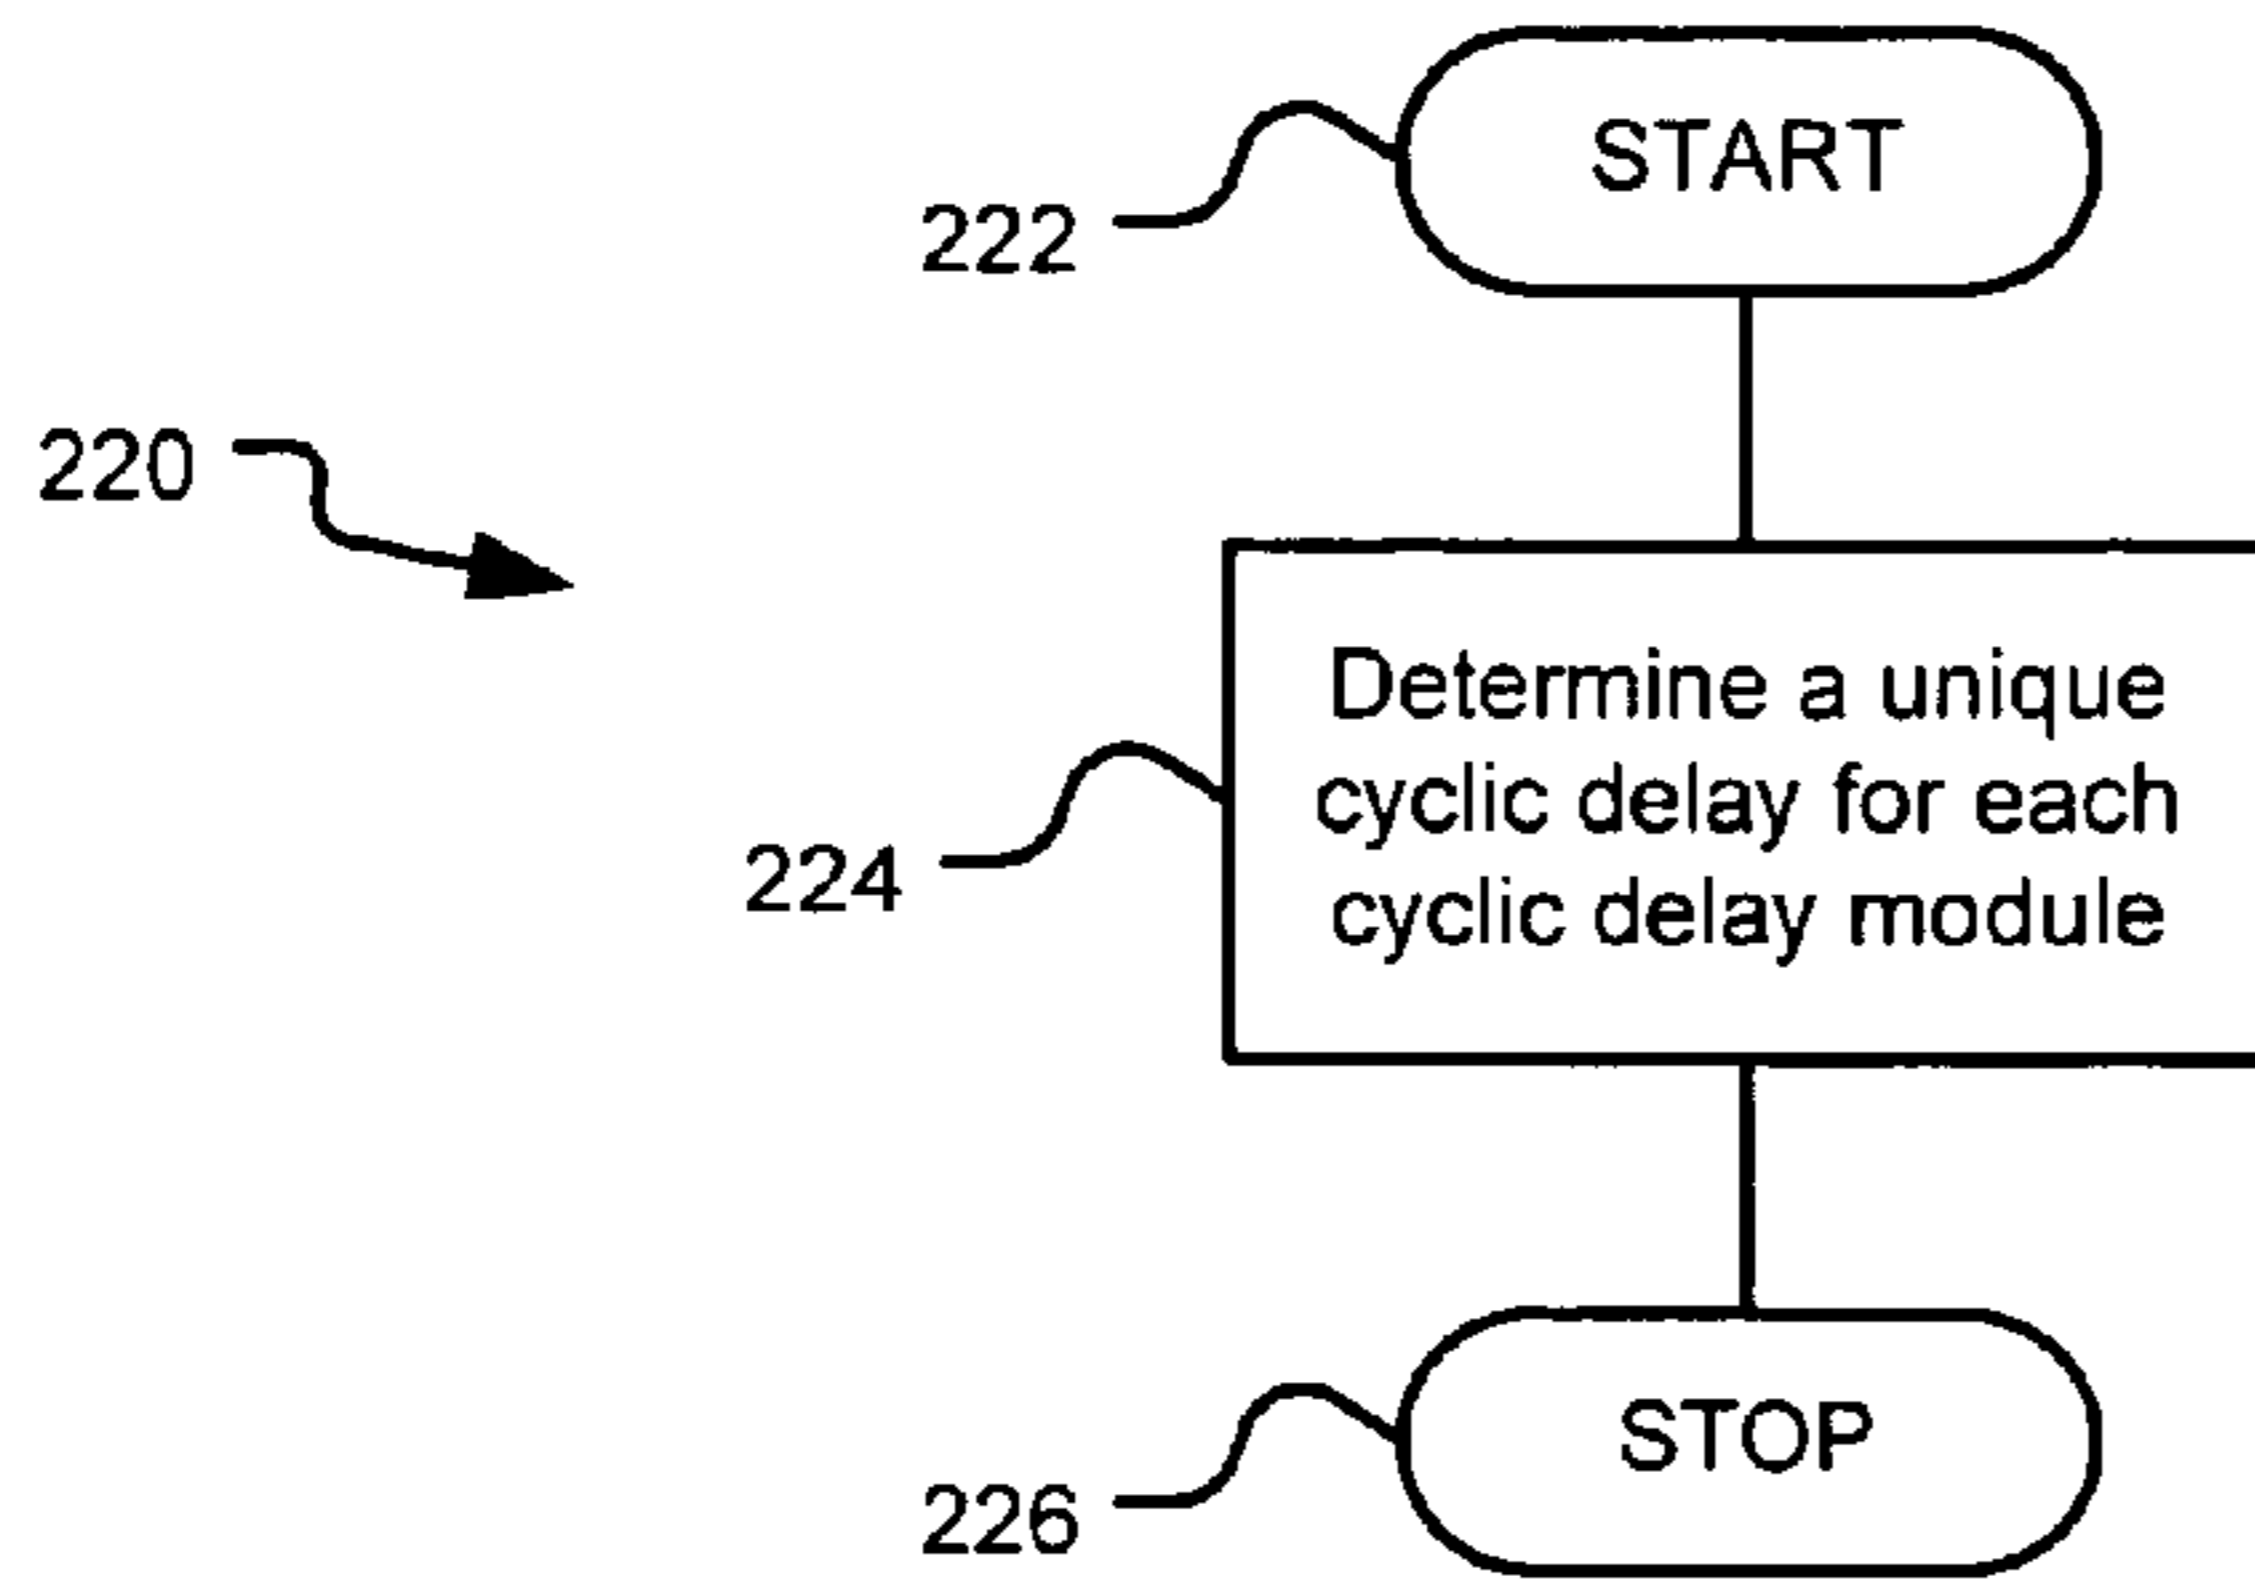 START
222
220
Determine a unique
cyclic delay for each
cyclic delay module
224
STOP
226